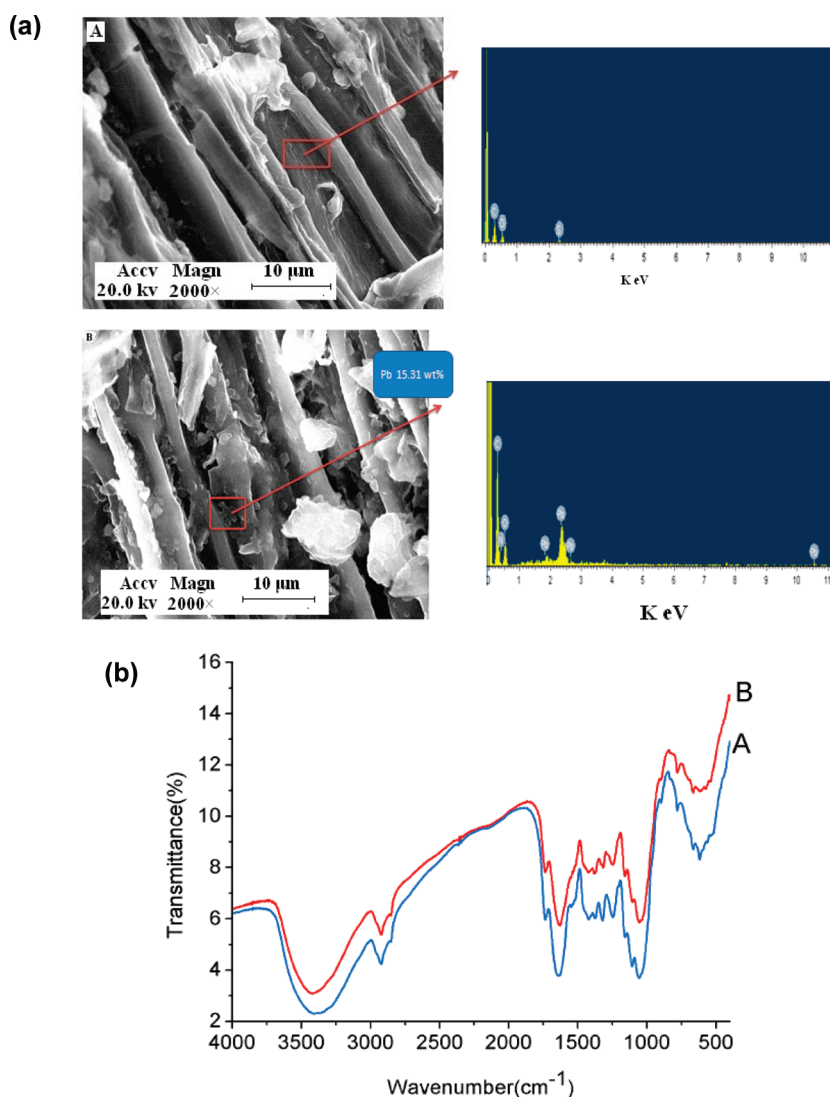 (a)
A
Accv Magn 10 μm
20.0 kv 2000×
0 1 2 3 4 5 6 7 8 9 10
K eV
B
Pb 15.31 wt%
Accv Magn 10 μm
20.0 kv 2000×
0 1 2 3 4 5 6 7 8 9 10 11
K eV
(b)
16
14
12
10
8
6
4
2
Transmittance(%)
B
A
4000 3500 3000 2500 2000 1500 1000 500
Wavenumber(cm⁻¹)